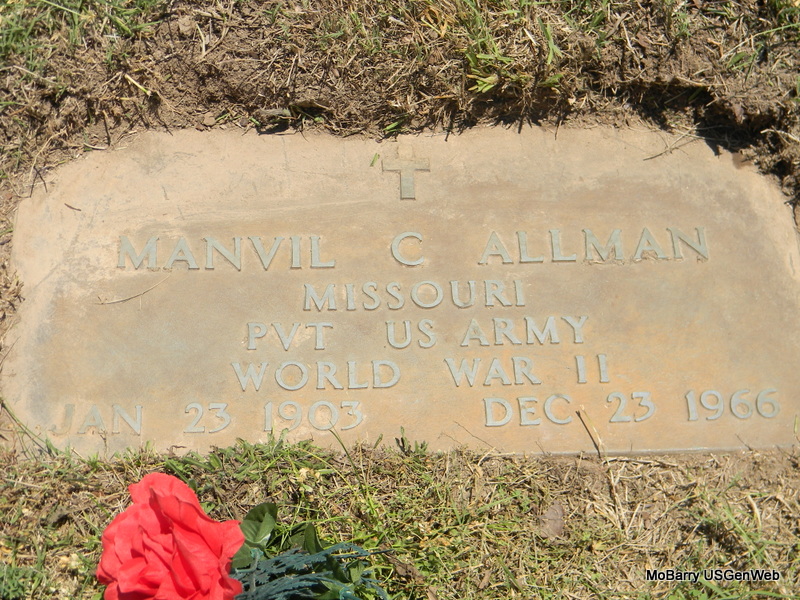 MANVIL C ALLMAN
MISSOURI
PVT US ARMY
WORLD WAR II
JAN 23 1903 DEC 23 1966
MoBarry USGenWeb